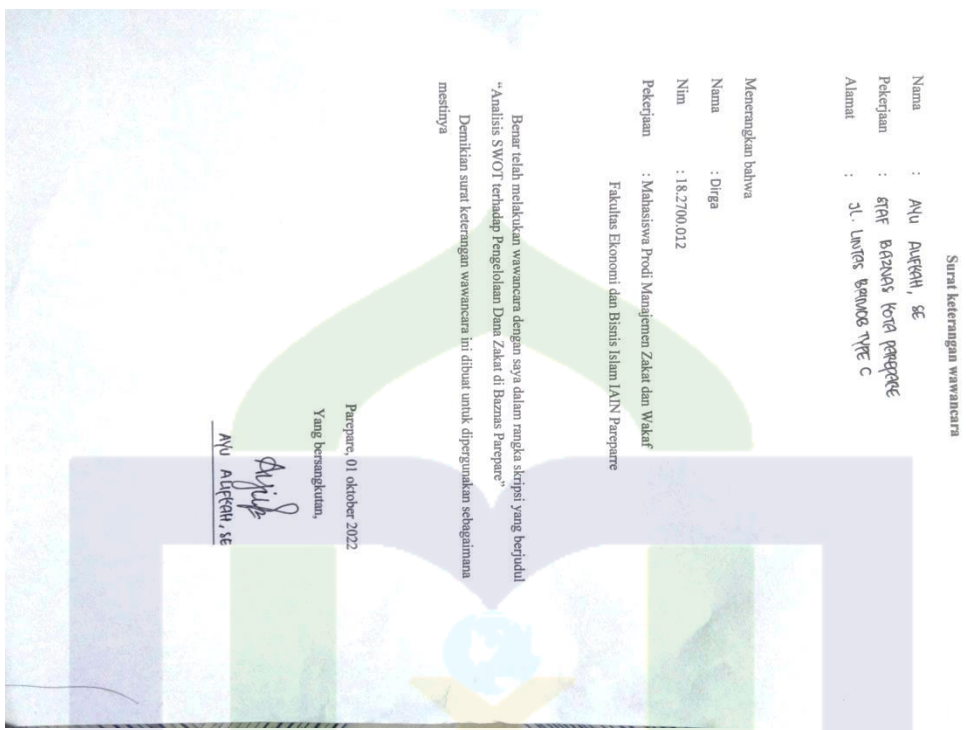 Surat keterangan wawancara
Nama : AYU AUFKAH, SE
Pekerjaan : STAF BAZNAS KOTA PAREPARE
Alamat : JL. LINTAS BRIMOB TYPE C
Menerangkan bahwa
Nama : Dirga
Nim : 18.2700.012
Pekerjaan : Mahasiswa Prodi Manajemen Zakat dan Wakaf
Fakultas Ekonomi dan Bisnis Islam IAIN Parepare
Benar telah melakukan wawancara dengan saya dalam rangka skripsi yang berjudul
“Analisis SWOT terhadap Pengelolaan Dana Zakat di Baznas Parepare”
Demikian surat keterangan wawancara ini dibuat untuk dipergunakan sebagaimana
mestinya
Parepare, 01 oktober 2022
Yang bersangkutan,
AYU AUFKAH, SE